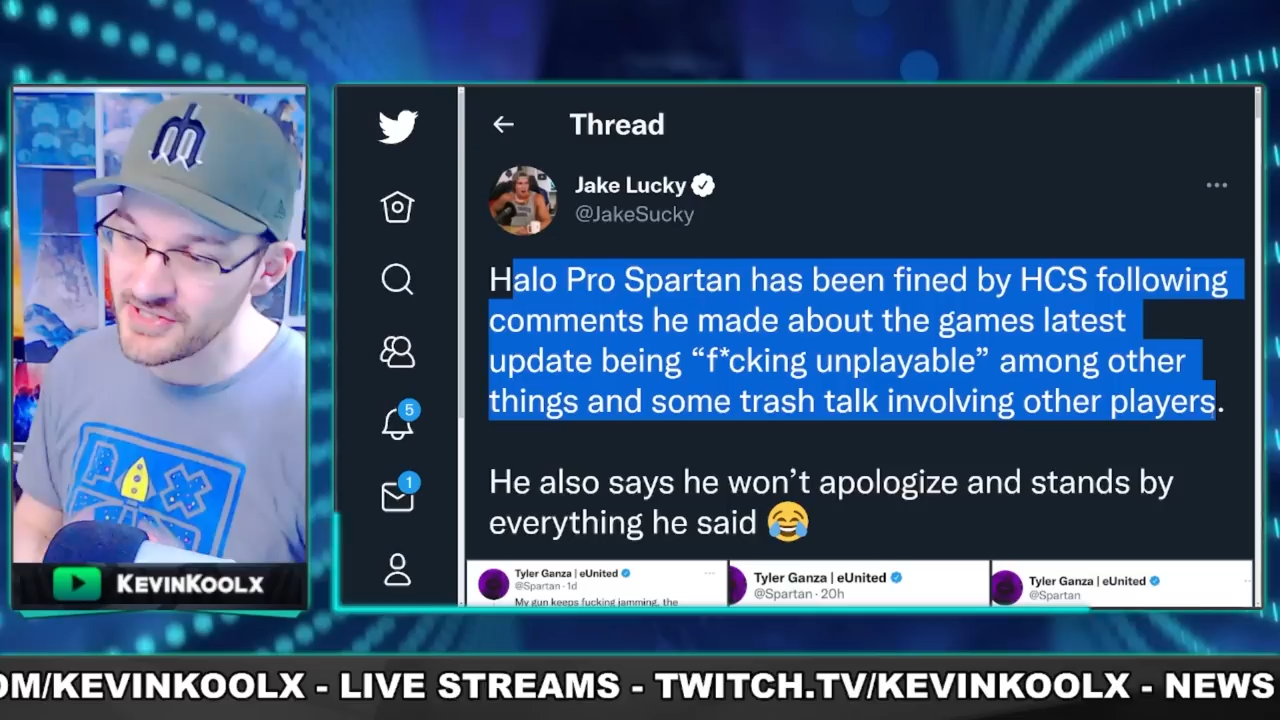 Thread
Jake Lucky
@JakeSucky
Halo Pro Spartan has been fined by HCS following
comments he made about the games latest
update being “f*cking unplayable” among other
things and some trash talk involving other players.
He also says he won’t apologize and stands by
everything he said 😂
5
1
Tyler Ganza | eUnited
@Spartan · 1d
My gun keeps fucking jamming, the
Tyler Ganza | eUnited
@Spartan · 20h
Tyler Ganza | eUnited
@Spartan
PAX
KEVINKOOLX
OM/KEVINKOOLX - LIVE STREAMS - TWITCH.TV/KEVINKOOLX - NEWS